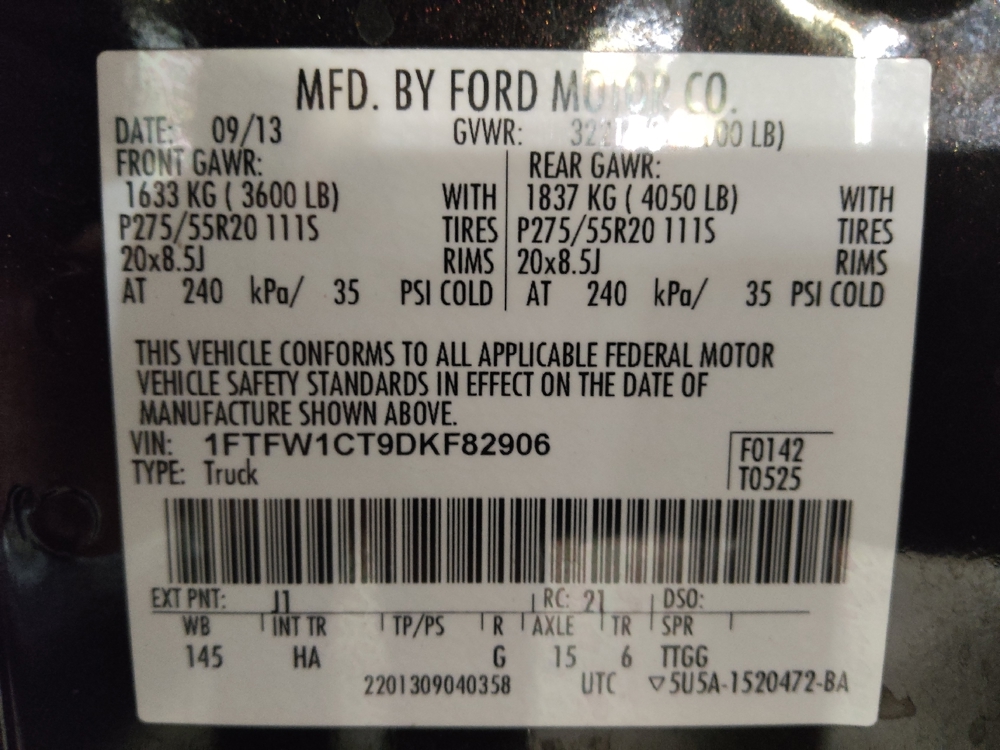 MFD. BY FORD MOTOR CO.
DATE: 09/13 GVWR: LB)
FRONT GAWR: REAR GAWR:
1633 KG ( 3600 LB) WITH 1837 KG ( 4050 LB) WITH
P275/55R20 111S TIRES P275/55R20 111S TIRES
20x8.5J RIMS 20x8.5J RIMS
AT 240 kPa/ 35 PSI COLD AT 240 kPa/ 35 PSI COLD
THIS VEHICLE CONFORMS TO ALL APPLICABLE FEDERAL MOTOR
VEHICLE SAFETY STANDARDS IN EFFECT ON THE DATE OF
MANUFACTURE SHOWN ABOVE.
VIN: 1FTFW1CT9DKF82906
TYPE: Truck
F0142
T0525
EXT PNT: J1 RC: 21 DSO:
WB INT TR TP/PS R AXLE TR SPR
145 HA G 15 6 TTGG
2201309040358 UTC ▽5U5A-1520472-BA